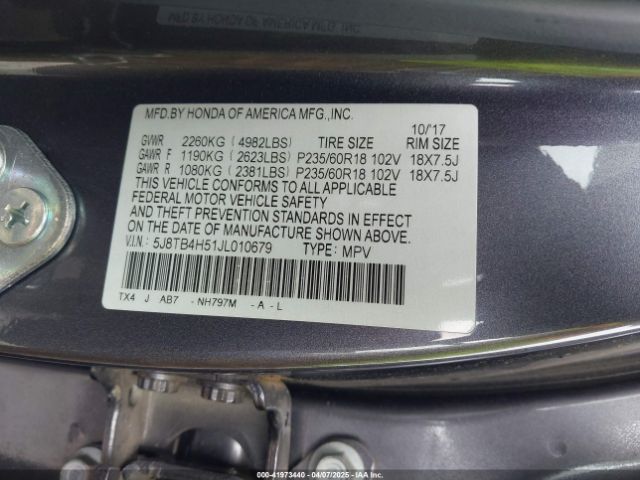 MFD.BY HONDA OF AMERICA MFG.,INC.
10/'17
GVWR 2260KG (4982LBS) TIRE SIZE RIM SIZE
GAWR F 1190KG (2623LBS) P235/60R18 102V 18X7.5J
GAWR R 1080KG (2381LBS) P235/60R18 102V 18X7.5J
THIS VEHICLE CONFORMS TO ALL APPLICABLE
FEDERAL MOTOR VEHICLE SAFETY
AND THEFT PREVENTION STANDARDS IN EFFECT
ON THE DATE OF MANUFACTURE SHOWN ABOVE.
V.I.N.: 5J8TB4H51JL010679 TYPE: MPV
TX4 J AB7 - NH797M - A - L
000-41973440 - 04/07/2025 - IAAI.COM